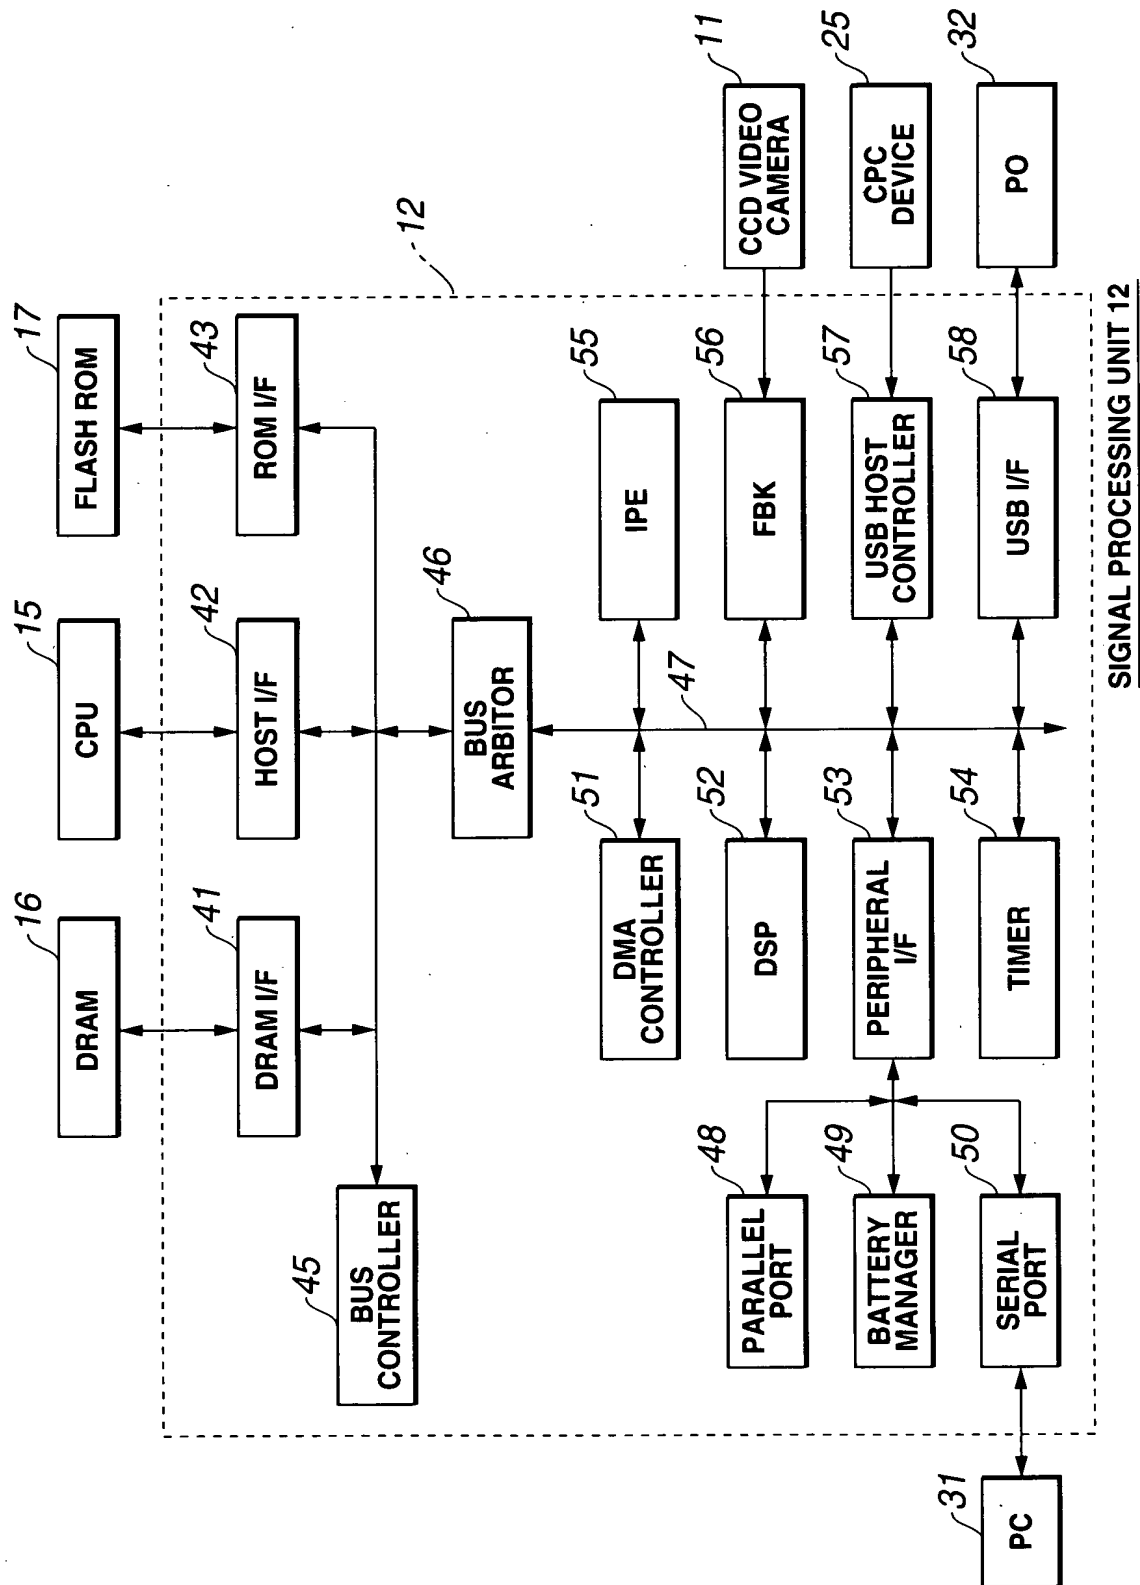 16
DRAM
15
CPU
17
FLASH ROM
41
DRAM I/F
42
HOST I/F
43
ROM I/F
12
45
BUS
CONTROLLER
46
BUS
ARBITOR
47
51
DMA
CONTROLLER
55
IPE
48
PARALLEL
PORT
52
DSP
56
FBK
11
CCD VIDEO
CAMERA
49
BATTERY
MANAGER
53
PERIPHERAL
I/F
57
USB HOST
CONTROLLER
25
CPC
DEVICE
31
PC
50
SERIAL
PORT
54
TIMER
58
USB I/F
32
PO
SIGNAL PROCESSING UNIT 12